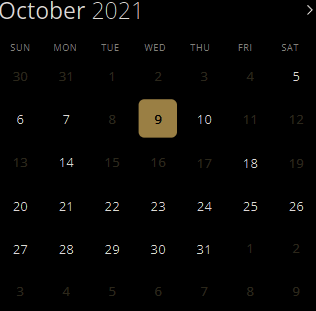 October 2021
SUN MON TUE WED THU FRI SAT
30 31 1 2 3 4 5
6 7 8 9 10 11 12
13 14 15 16 17 18 19
20 21 22 23 24 25 26
27 28 29 30 31 1 2
3 4 5 6 7 8 9